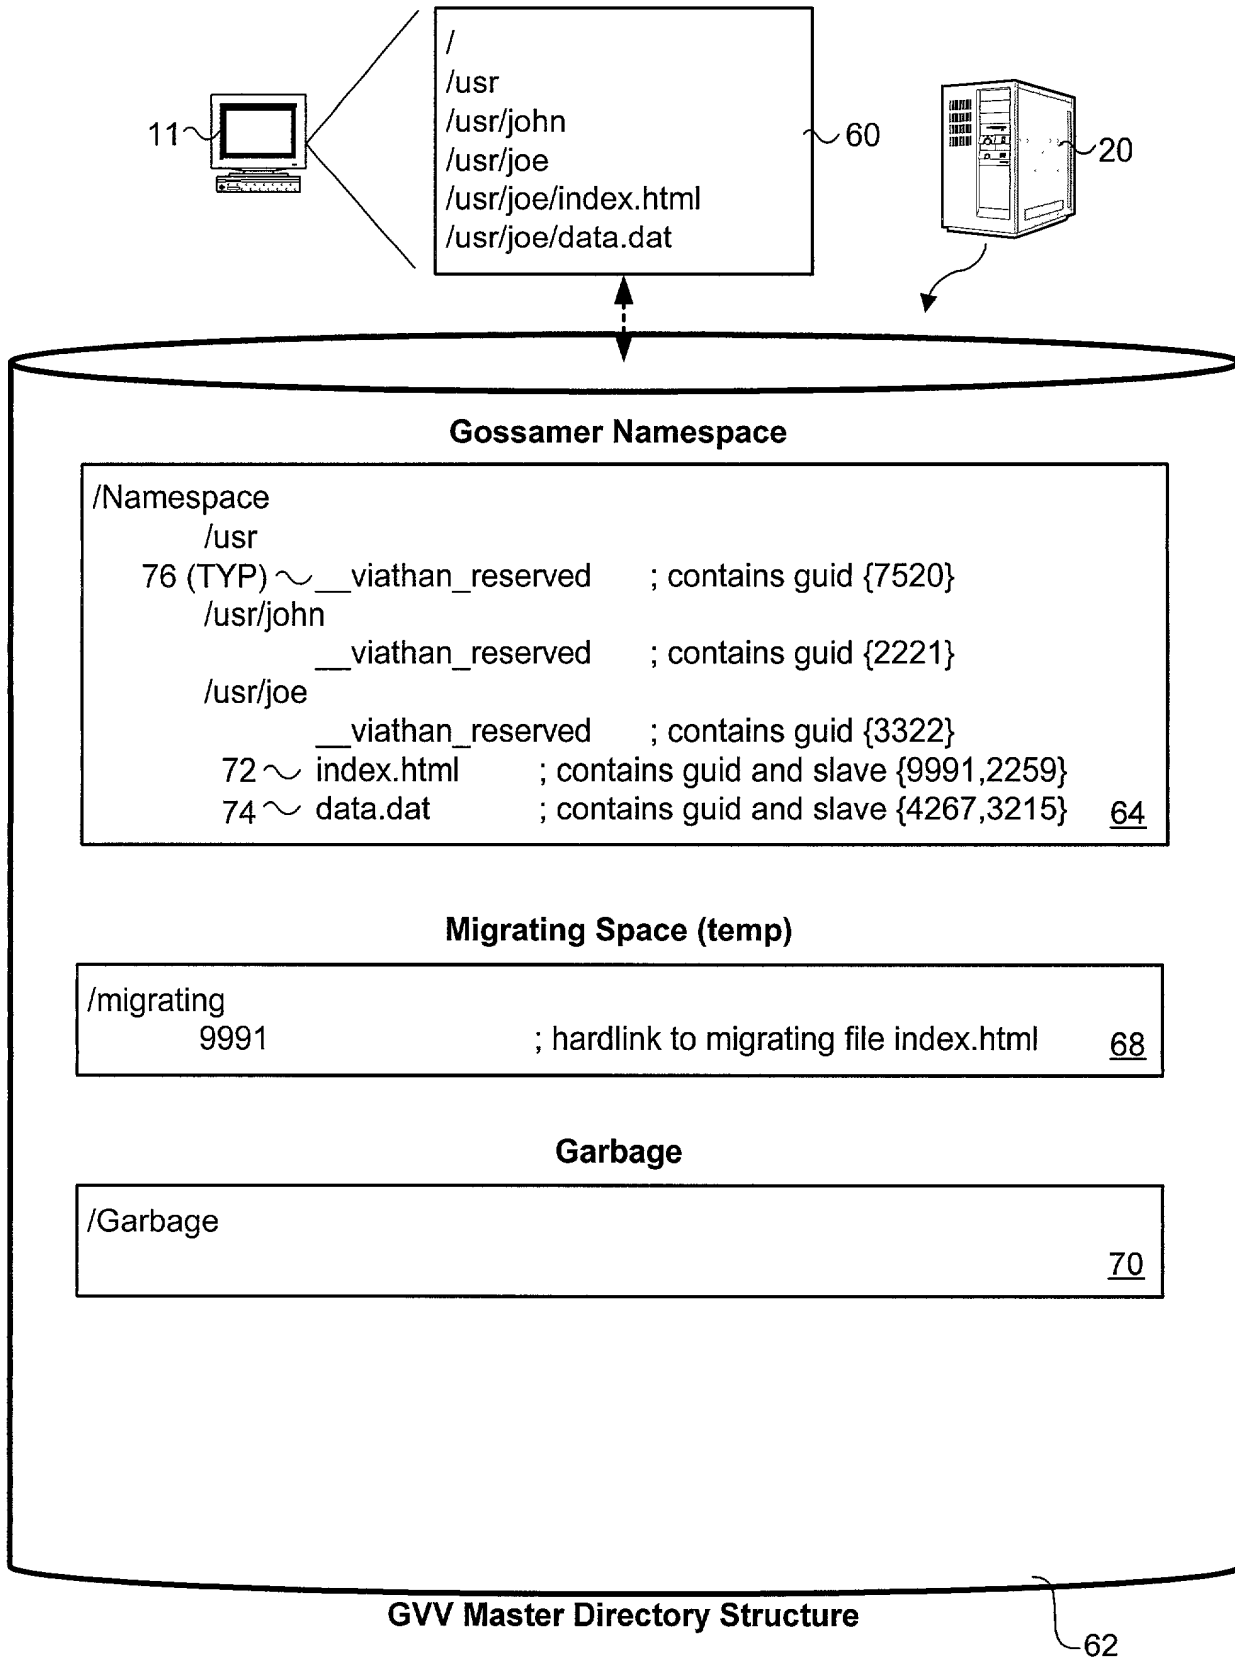 /
/usr
/usr/john
/usr/joe
/usr/joe/index.html
/usr/joe/data.dat
11
60
20
Gossamer Namespace
/Namespace
/usr
76 (TYP) __viathan_reserved ; contains guid {7520}
/usr/john
__viathan_reserved ; contains guid {2221}
/usr/joe
__viathan_reserved ; contains guid {3322}
72 index.html ; contains guid and slave {9991,2259}
74 data.dat ; contains guid and slave {4267,3215} 64
Migrating Space (temp)
/migrating
9991 ; hardlink to migrating file index.html 68
Garbage
/Garbage
70
GVV Master Directory Structure
62